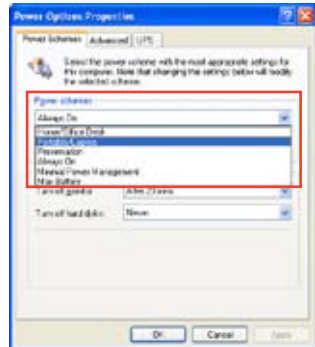 Power Options Properties
Power Schemes Advanced UPS
Select the power scheme with the most appropriate settings for
this computer. Note that changing the settings below will modify
the selected scheme.
Power schemes
Always On
Home/Office Desk
Portable/Laptop
Presentation
Always On
Minimal Power Management
Max Battery
Turn off monitor: After 20 mins
Turn off hard disks: Never
OK Cancel Apply